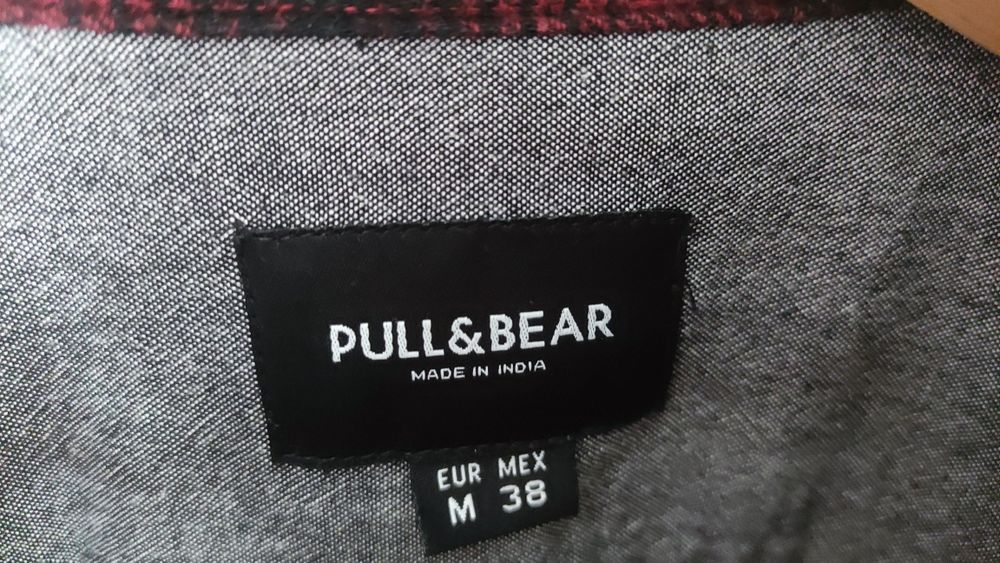 PULL&BEAR
MADE IN INDIA
EUR MEX
M 38